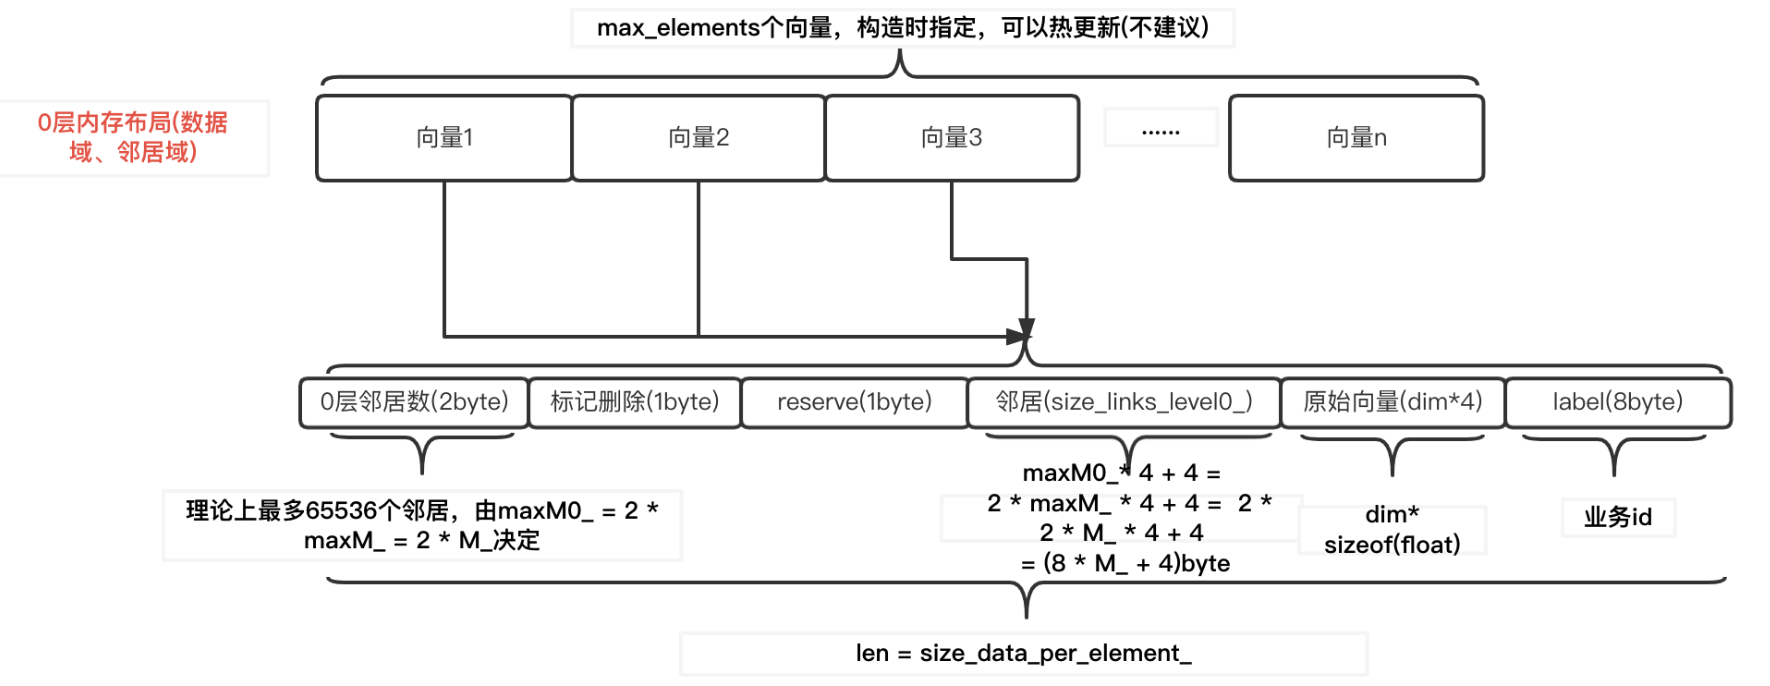 max_elements个向量，构造时指定，可以热更新(不建议)
0层内存布局(数据
域、邻居域)
向量1
向量2
向量3
......
向量n
0层邻居数(2byte)
标记删除(1byte)
reserve(1byte)
邻居(size_links_level0_)
原始向量(dim*4)
label(8byte)
理论上最多65536个邻居，由maxM0_ = 2 *
maxM_ = 2 * M_决定
maxM0_* 4 + 4 =
2 * maxM_ * 4 + 4 = 2 *
2 * M_ * 4 + 4
= (8 * M_ + 4)byte
dim*
sizeof(float)
业务id
len = size_data_per_element_